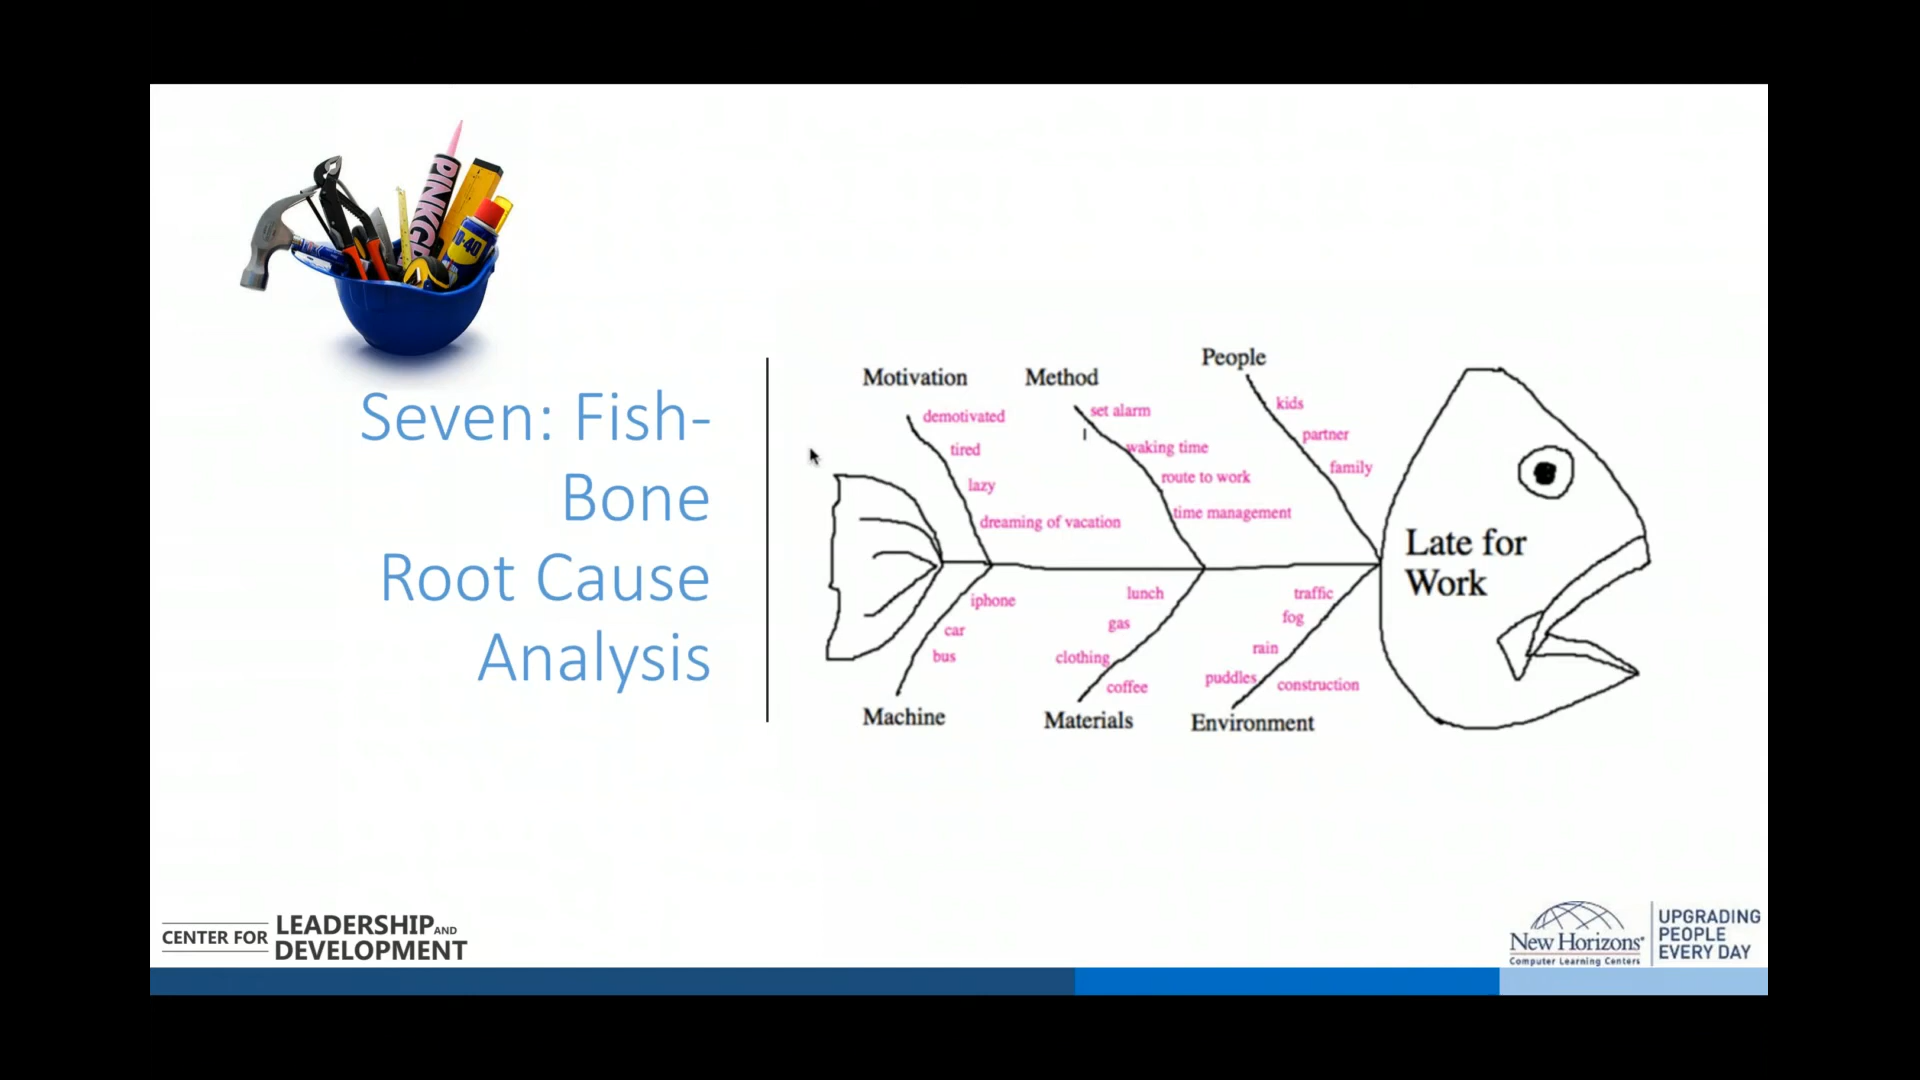 PINKG
D-40
Seven: Fish-
Bone
Root Cause
Analysis
Motivation
demotivated
tired
lazy
dreaming of vacation
Method
set alarm
waking time
route to work
time management
People
kids
partner
family
Late for
Work
iphone
car
bus
Machine
lunch
gas
clothing
coffee
Materials
traffic
fog
rain
puddles
construction
Environment
CENTER FOR LEADERSHIP AND
DEVELOPMENT
New Horizons®
Computer Learning Centers
UPGRADING
PEOPLE
EVERY DAY